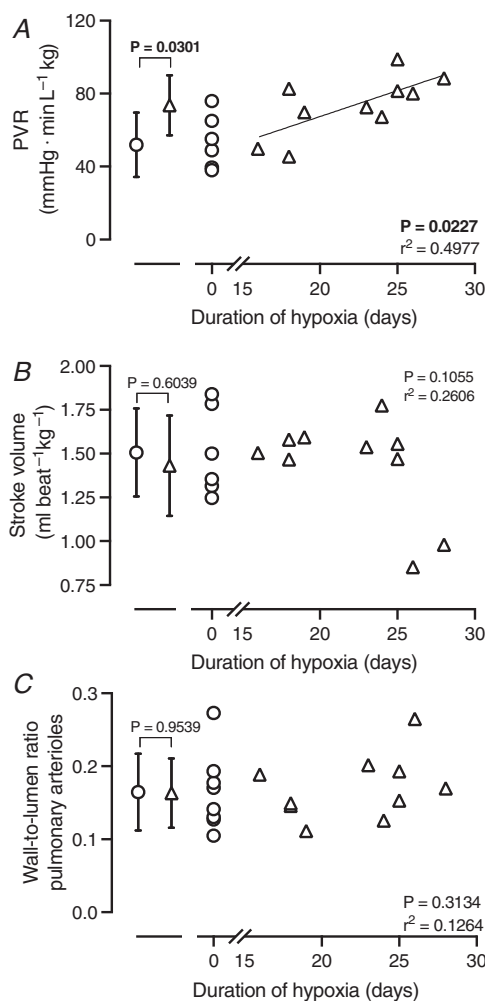 A
120
80
40
0
PVR
(mmHg · min L⁻¹ kg)
P = 0.0301
P = 0.0227
r² = 0.4977
0 15 20 25 30
Duration of hypoxia (days)
B
2.00
1.75
1.50
1.25
1.00
0.75
Stroke volume
(ml beat⁻¹kg⁻¹)
P = 0.6039
P = 0.1055
r² = 0.2606
0 15 20 25 30
Duration of hypoxia (days)
C
0.3
0.2
0.1
0.0
Wall-to-lumen ratio
pulmonary arterioles
P = 0.9539
P = 0.3134
r² = 0.1264
0 15 20 25 30
Duration of hypoxia (days)